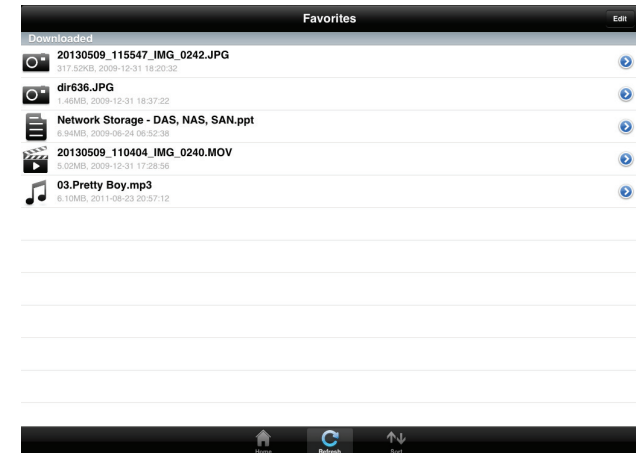 Favorites
Edit
Downloaded
20130509_115547_IMG_0242.JPG
317.52KB, 2009-12-31 18:20:32
dir636.JPG
1.46MB, 2009-12-31 18:37:22
Network Storage - DAS, NAS, SAN.ppt
6.94MB, 2009-06-24 06:52:38
20130509_110404_IMG_0240.MOV
5.02MB, 2009-12-31 17:28:56
03.Pretty Boy.mp3
6.10MB, 2011-08-23 20:57:12
Home Refresh Sort